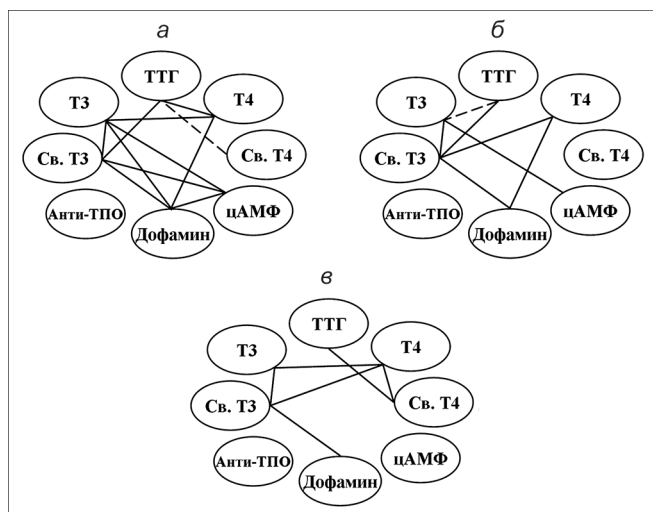 а
ТТГ
Т3
Т4
Св. Т3
Св. Т4
Анти-ТПО
цАМФ
Дофамин
б
ТТГ
Т3
Т4
Св. Т3
Св. Т4
Анти-ТПО
цАМФ
Дофамин
в
ТТГ
Т3
Т4
Св. Т3
Св. Т4
Анти-ТПО
цАМФ
Дофамин